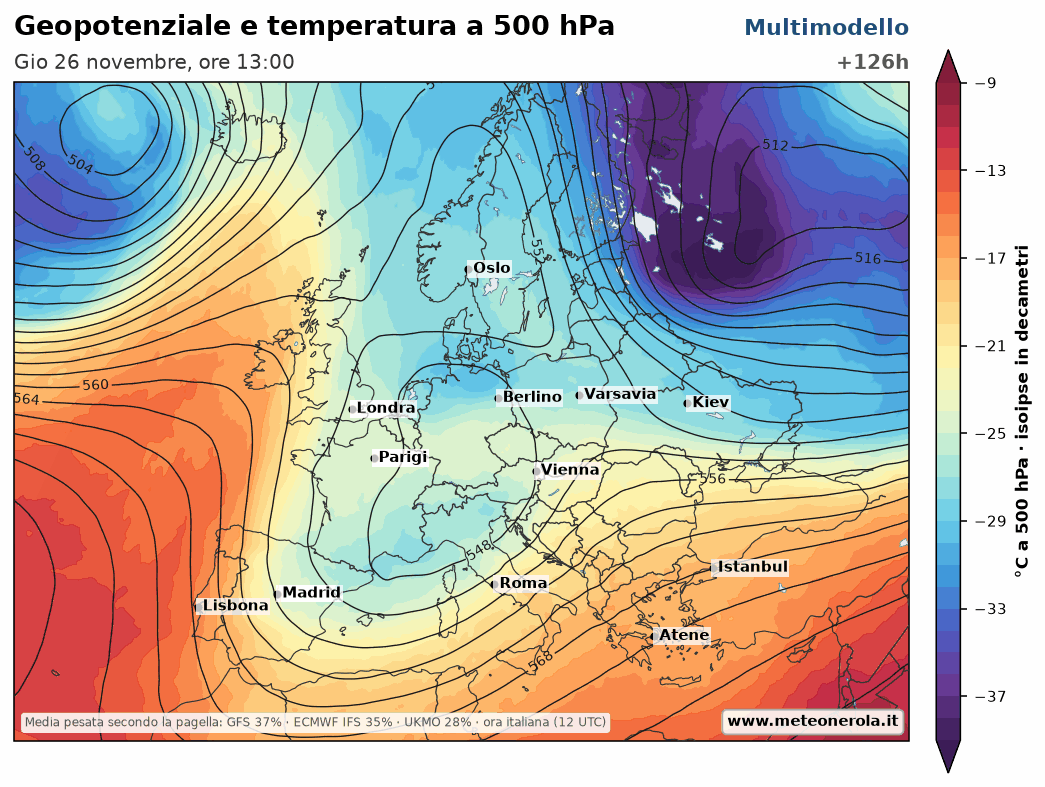 Geopotenziale e temperatura a 500 hPa
Multimodello
Gio 26 novembre, ore 13:00
+126h
508
504
512
516
55
560
564
556
548
568
Oslo
Londra
Berlino
Varsavia
Kiev
Parigi
Vienna
Madrid
Lisbona
Roma
Istanbul
Atene
−9
−13
−17
−21
−25
−29
−33
−37
°C a 500 hPa · isoipse in decametri
Media pesata secondo la pagella: GFS 37% · ECMWF IFS 35% · UKMO 28% · ora italiana (12 UTC)
www.meteonerola.it